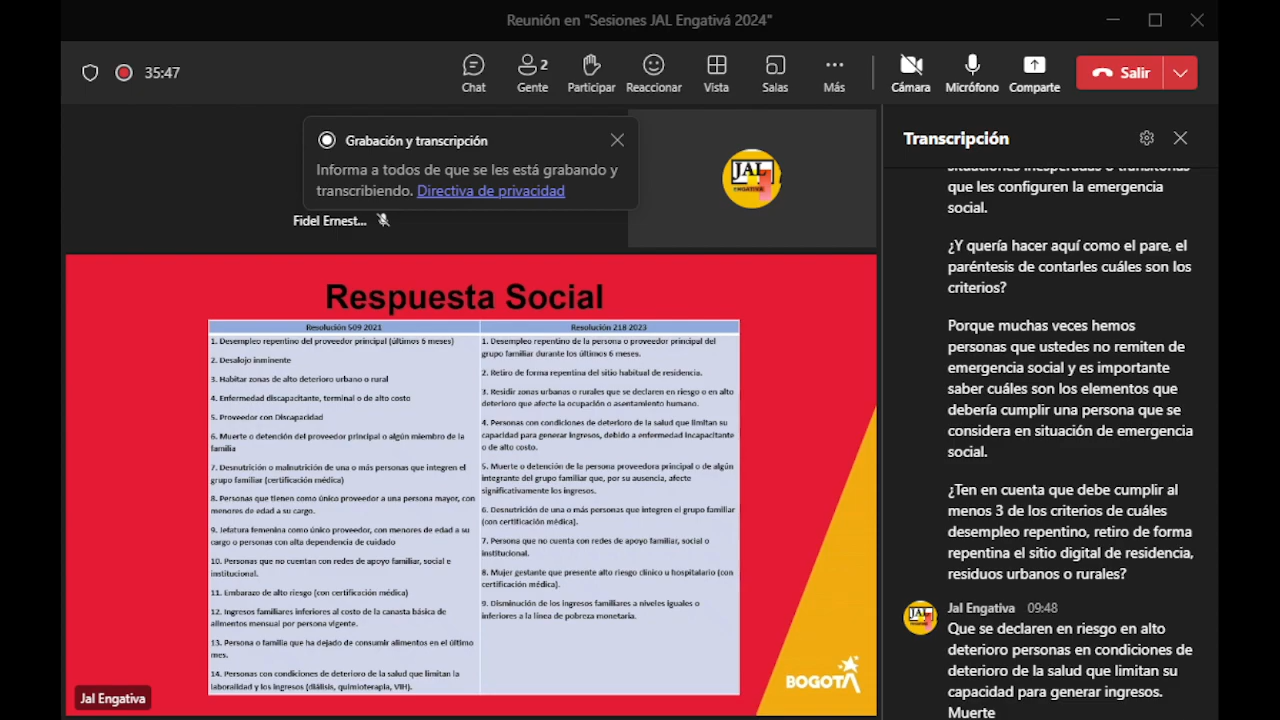 Reunión en "Sesiones JAL Engativá 2024"
35:47
Chat
2
Gente
Participar
Reaccionar
Vista
Salas
Más
Cámara
Micrófono
Comparte
Salir
Grabación y transcripción
Informa a todos de que se les está grabando y
transcribiendo. Directiva de privacidad
Fidel Ernest...
JAL
ENGATIVÁ
Respuesta Social
Resolución 509 2021
1. Desempleo repentino del proveedor principal (últimos 6 meses)
2. Desalojo inminente
3. Habitar zonas de alto deterioro urbano o rural
4. Enfermedad discapacitante, terminal o de alto costo
5. Proveedor con Discapacidad
6. Muerte o detención del proveedor principal o algún miembro de la
familia
7. Desnutrición o malnutrición de una o más personas que integren el
grupo familiar (certificación médica)
8. Personas que tienen como único proveedor a una persona mayor, con
menores de edad a su cargo.
9. Jefatura femenina como único proveedor, con menores de edad a su
cargo o personas con alta dependencia de cuidado
10. Personas que no cuentan con redes de apoyo familiar, social e
institucional.
11. Embarazo de alto riesgo (con certificación médica)
12. Ingresos familiares inferiores al costo de la canasta básica de
alimentos mensual por persona vigente.
13. Persona o familia que ha dejado de consumir alimentos en el último
mes.
14. Personas con condiciones de deterioro de la salud que limitan la
laboralidad y los ingresos (diálisis, quimioterapia, VIH).
Resolución 218 2023
1. Desempleo repentino de la persona o proveedor principal del
grupo familiar durante los últimos 6 meses.
2. Retiro de forma repentina del sitio habitual de residencia.
3. Residir zonas urbanas o rurales que se declaren en riesgo o en alto
deterioro que afecte la ocupación o asentamiento humano.
4. Personas con condiciones de deterioro de la salud que limitan su
capacidad para generar ingresos, debido a enfermedad incapacitante
o de alto costo.
5. Muerte o detención de la persona proveedora principal o de algún
integrante del grupo familiar que, por su ausencia, afecte
significativamente los ingresos.
6. Desnutrición de una o más personas que integren el grupo familiar
(con certificación médica).
7. Persona que no cuenta con redes de apoyo familiar, social o
institucional.
8. Mujer gestante que presente alto riesgo clínico u hospitalario (con
certificación médica).
9. Disminución de los ingresos familiares a niveles iguales o
inferiores a la línea de pobreza monetaria.
BOGOTÁ
Jal Engativa
Transcripción
situaciones inesperadas o transitorias
que les configuren la emergencia
social.
¿Y quería hacer aquí como el pare, el
paréntesis de contarles cuáles son los
criterios?
Porque muchas veces hemos
personas que ustedes no remiten de
emergencia social y es importante
saber cuáles son los elementos que
debería cumplir una persona que se
considera en situación de emergencia
social.
¿Ten en cuenta que debe cumplir al
menos 3 de los criterios de cuáles
desempleo repentino, retiro de forma
repentina el sitio digital de residencia,
residir zonas urbanos o rurales?
Jal Engativa 09:48
Que se declaren en riesgo en alto
deterioro personas en condiciones de
deterioro de la salud que limitan su
capacidad para generar ingresos.
Muerte